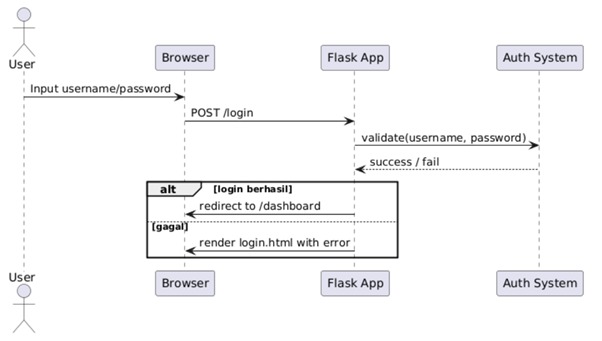 User
Browser
Flask App
Auth System
Input username/password
POST /login
validate(username, password)
success / fail
alt
[login berhasil]
redirect to /dashboard
[gagal]
render login.html with error
User
Browser
Flask App
Auth System